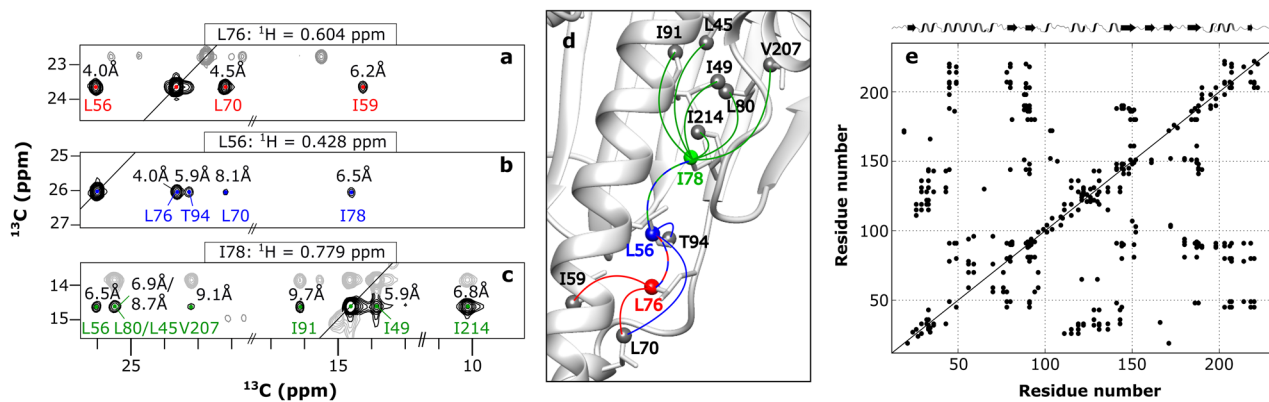 L76: ¹H = 0.604 ppm
a
23
24
4.0Å
4.5Å
6.2Å
L56
L70
I59
L56: ¹H = 0.428 ppm
b
25
26
27
4.0Å 5.9Å 8.1Å
6.5Å
L76 T94 L70
I78
¹³C (ppm)
I78: ¹H = 0.779 ppm
c
14
15
6.5Å
6.9Å/
8.7Å
9.1Å
9.7Å
5.9Å
6.8Å
L56 L80/L45 V207
I91
I49
I214
25
15
10
¹³C (ppm)
d
I91
L45
V207
I49
L80
I214
I78
L56
T94
I59
L76
L70
e
200
150
100
50
Residue number
50
100
150
200
Residue number